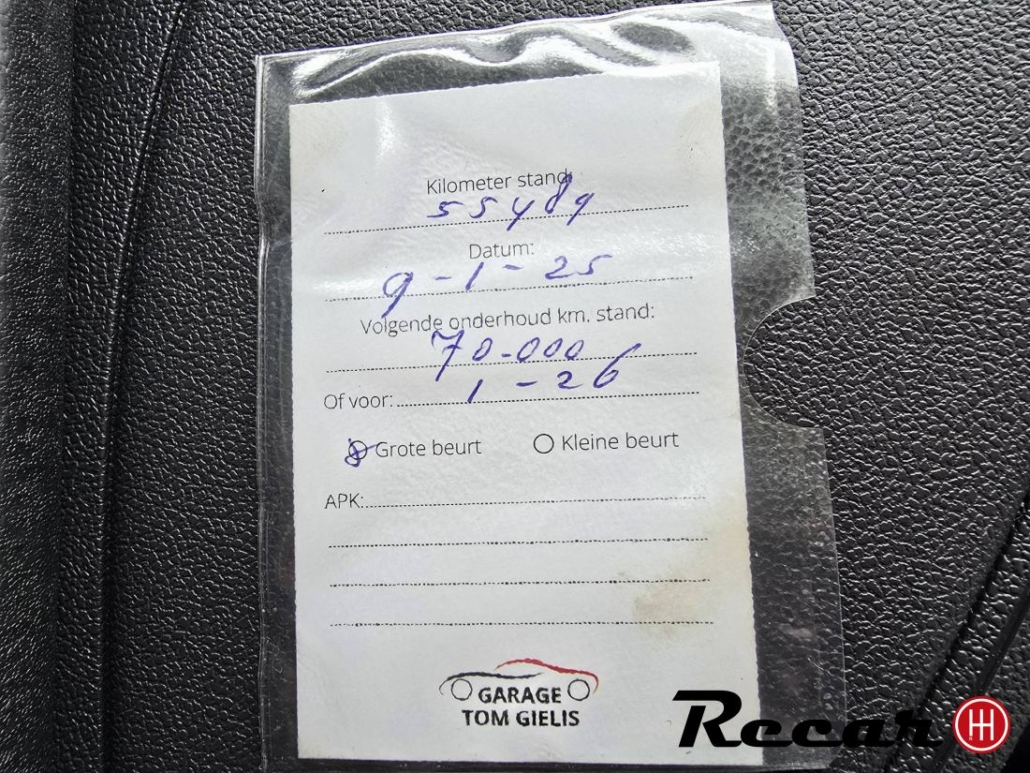 Kilometer stand:
55489
Datum:
9-1-25
Volgende onderhoud km. stand:
70.000
Of voor: 1-26
Grote beurt Kleine beurt
APK:
GARAGE
TOM GIELIS
Recar